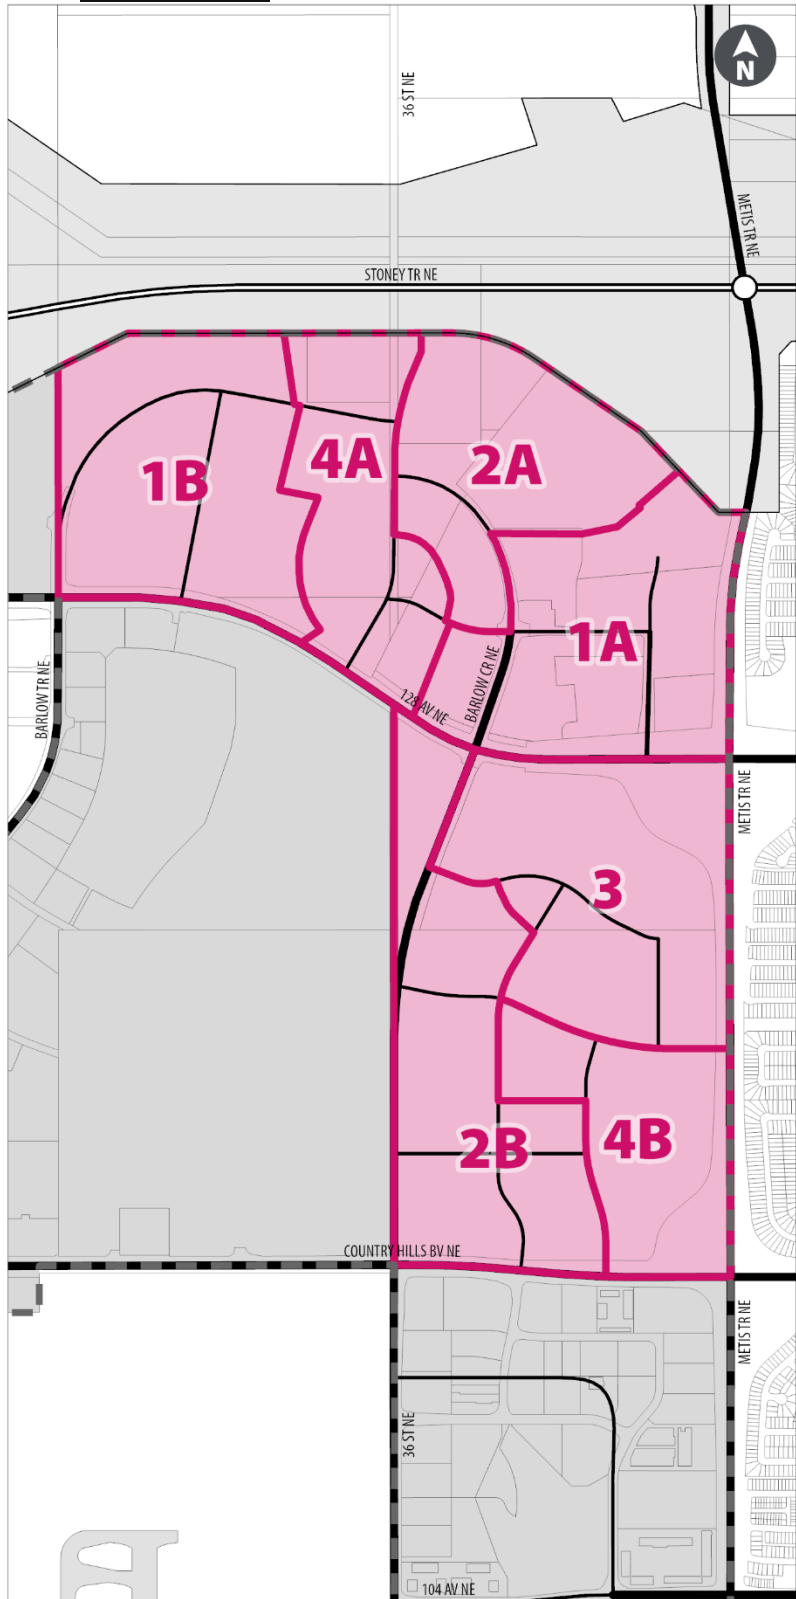 36 ST NE
N
METIS TR NE
STONEY TR NE
1B
4A
2A
1A
BARLOW TR NE
128 AV NE
BARLOW CR NE
METIS TR NE
3
2B
4B
COUNTRY HILLS BV NE
METIS TR NE
36 ST NE
104 AV NE